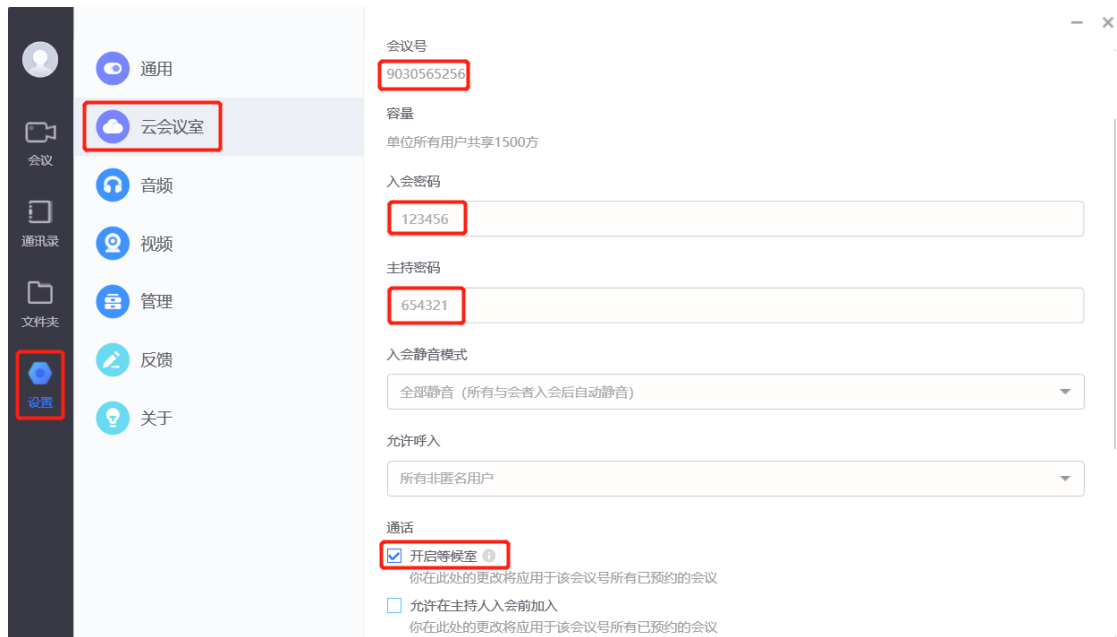 会议
通讯录
文件夹
设置
通用
云会议室
音频
视频
管理
反馈
关于
会议号
9030565256
容量
单位所有用户共享1500方
入会密码
123456
主持密码
654321
入会静音模式
全部静音（所有与会者入会后自动静音）
允许呼入
所有非匿名用户
通话
开启等候室
你在此处的更改将应用于该会议号所有已预约的会议
允许在主持人入会前加入
你在此处的更改将应用于该会议号所有已预约的会议